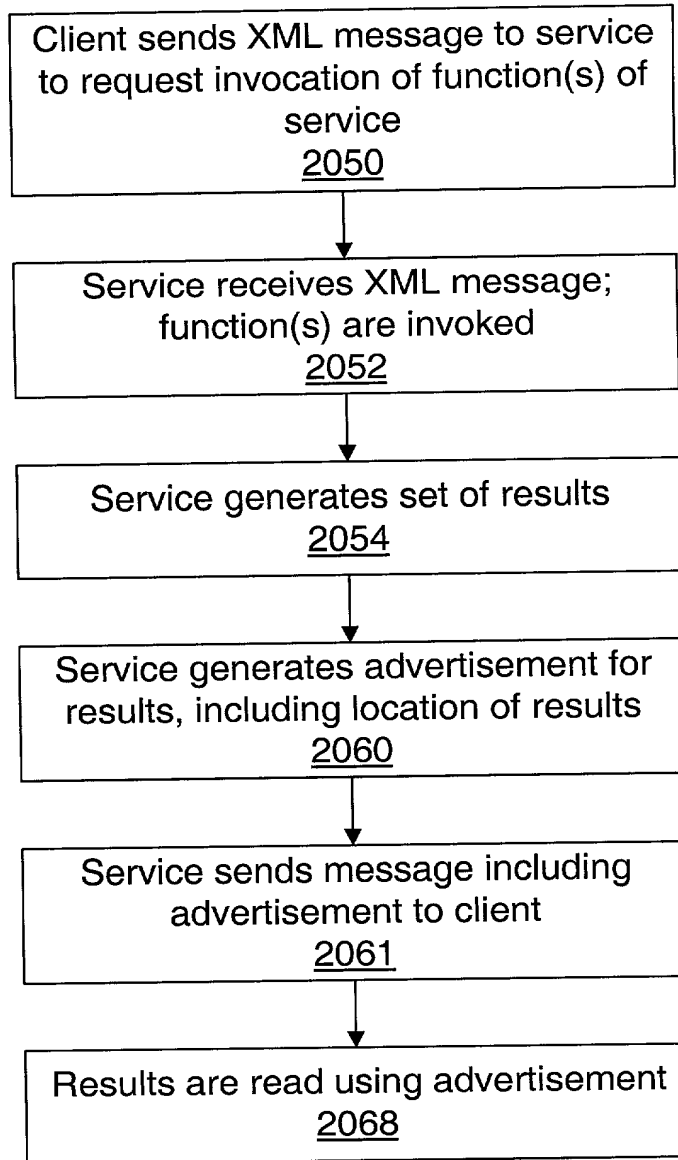 Client sends XML message to service
to request invocation of function(s) of
service
2050
Service receives XML message;
function(s) are invoked
2052
Service generates set of results
2054
Service generates advertisement for
results, including location of results
2060
Service sends message including
advertisement to client
2061
Results are read using advertisement
2068